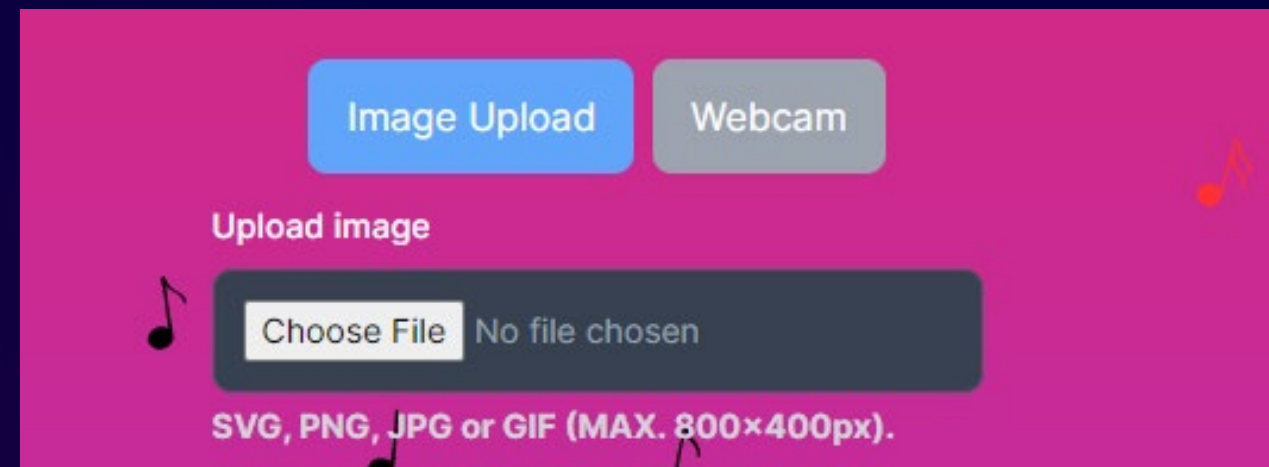 Image Upload Webcam
Upload image
Choose File No file chosen
SVG, PNG, JPG or GIF (MAX. 800×400px).